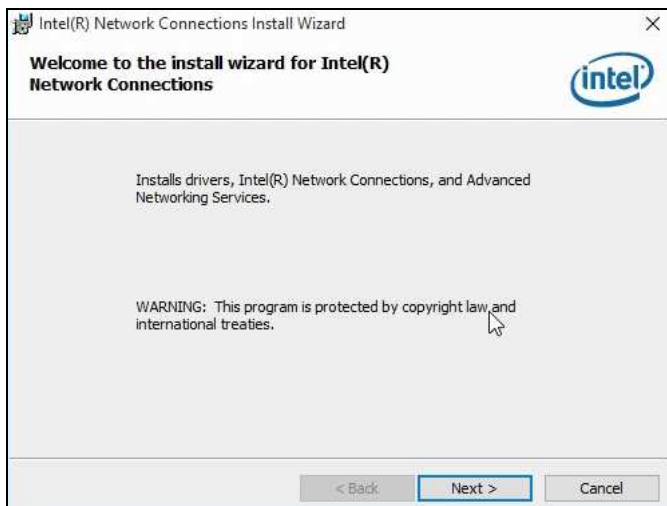 Intel(R) Network Connections Install Wizard
Welcome to the install wizard for Intel(R)
Network Connections
intel
Installs drivers, Intel(R) Network Connections, and Advanced
Networking Services.
WARNING: This program is protected by copyright law and
international treaties.
< Back
Next >
Cancel